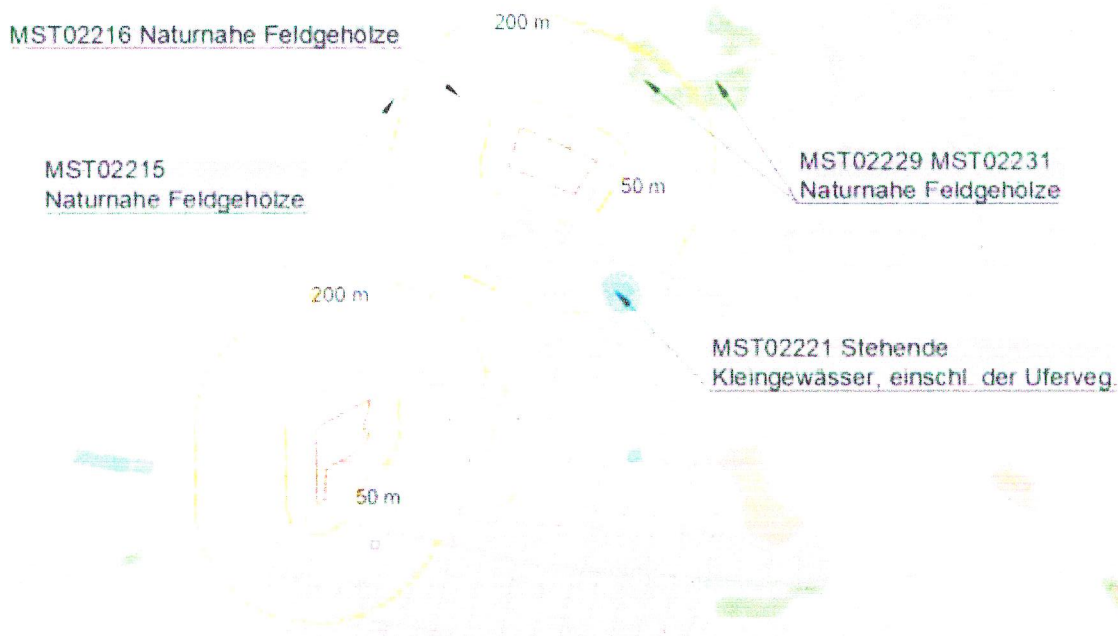 200 m
MST02216 Naturnahe Feldgehölze
MST02215
Naturnahe Feldgehölze
MST02229 MST02231
Naturnahe Feldgehölze
50 m
200 m
MST02221 Stehende
Kleingewässer, einschl. der Uferveg.
50 m